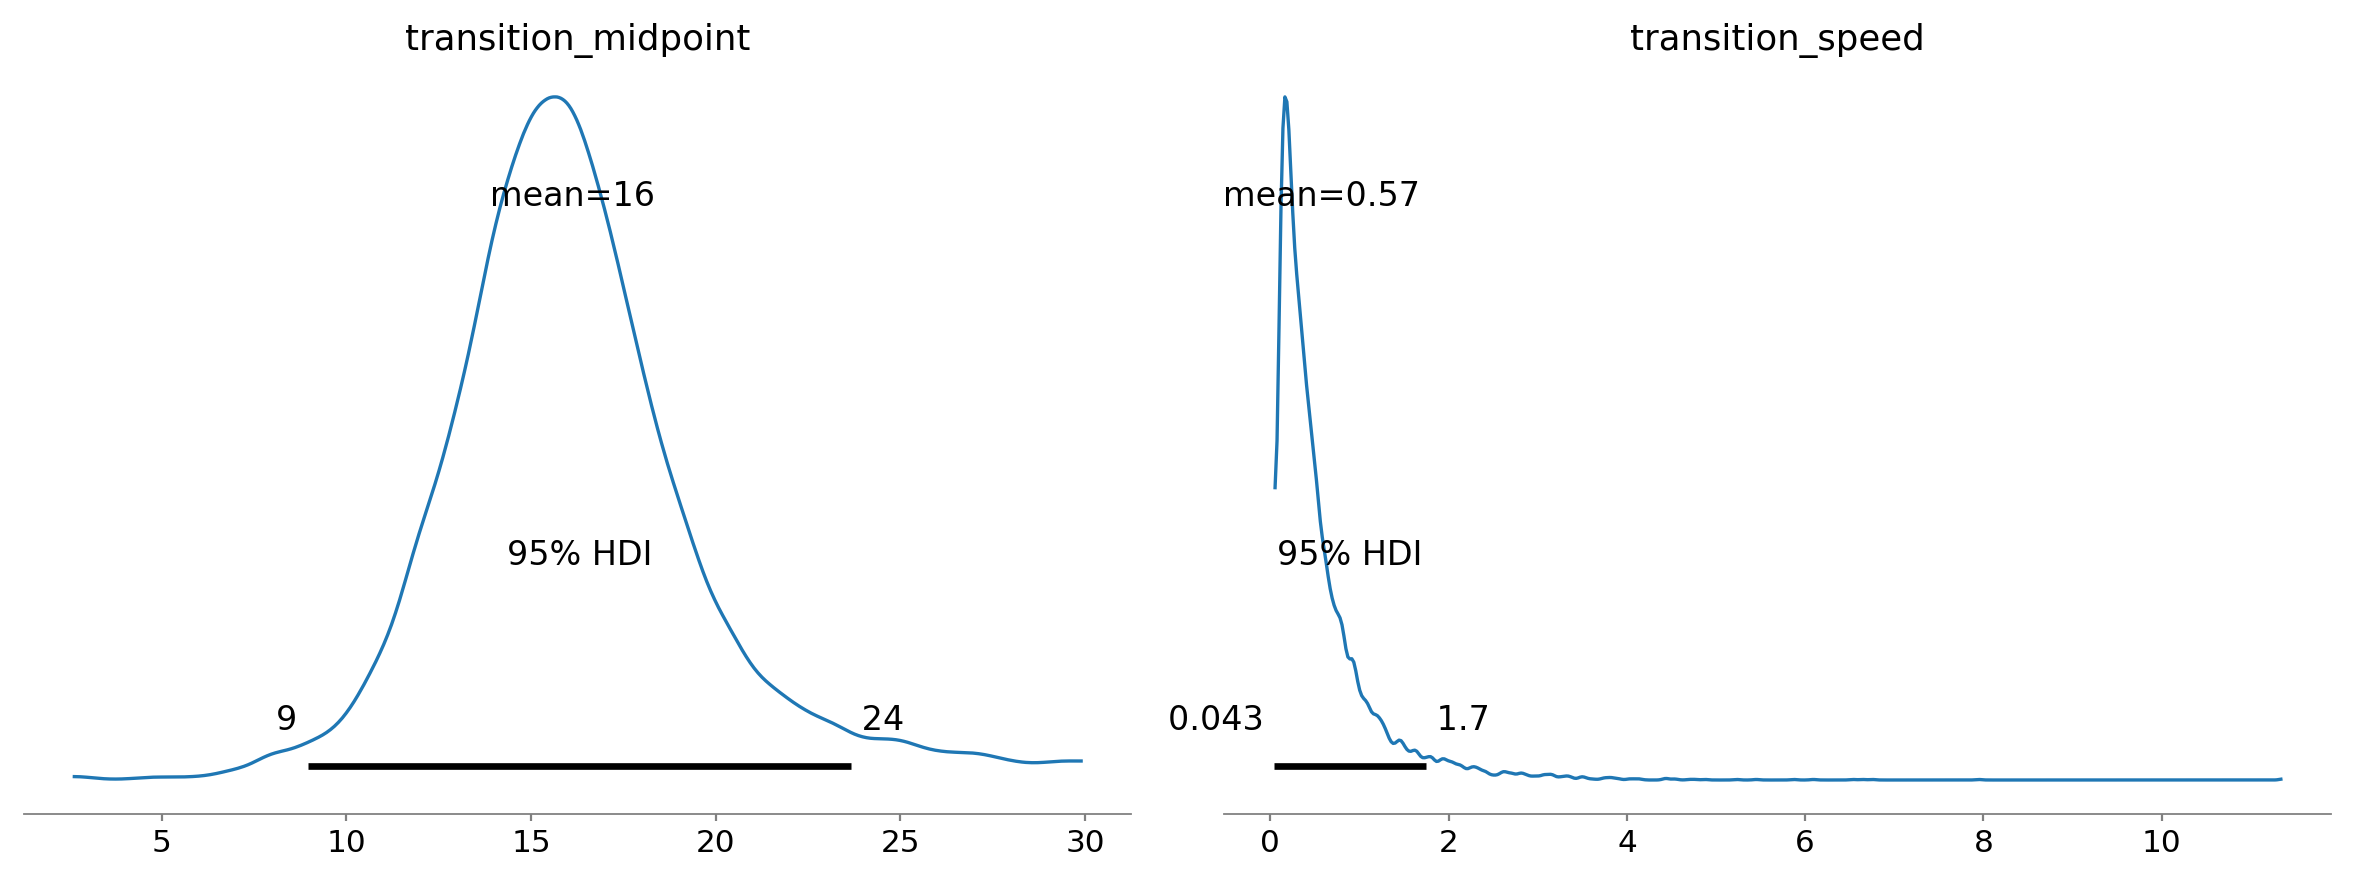 transition_midpoint
mean=16
95% HDI
9
24
5 10 15 20 25 30
transition_speed
mean=0.57
95% HDI
0.043
1.7
0 2 4 6 8 10